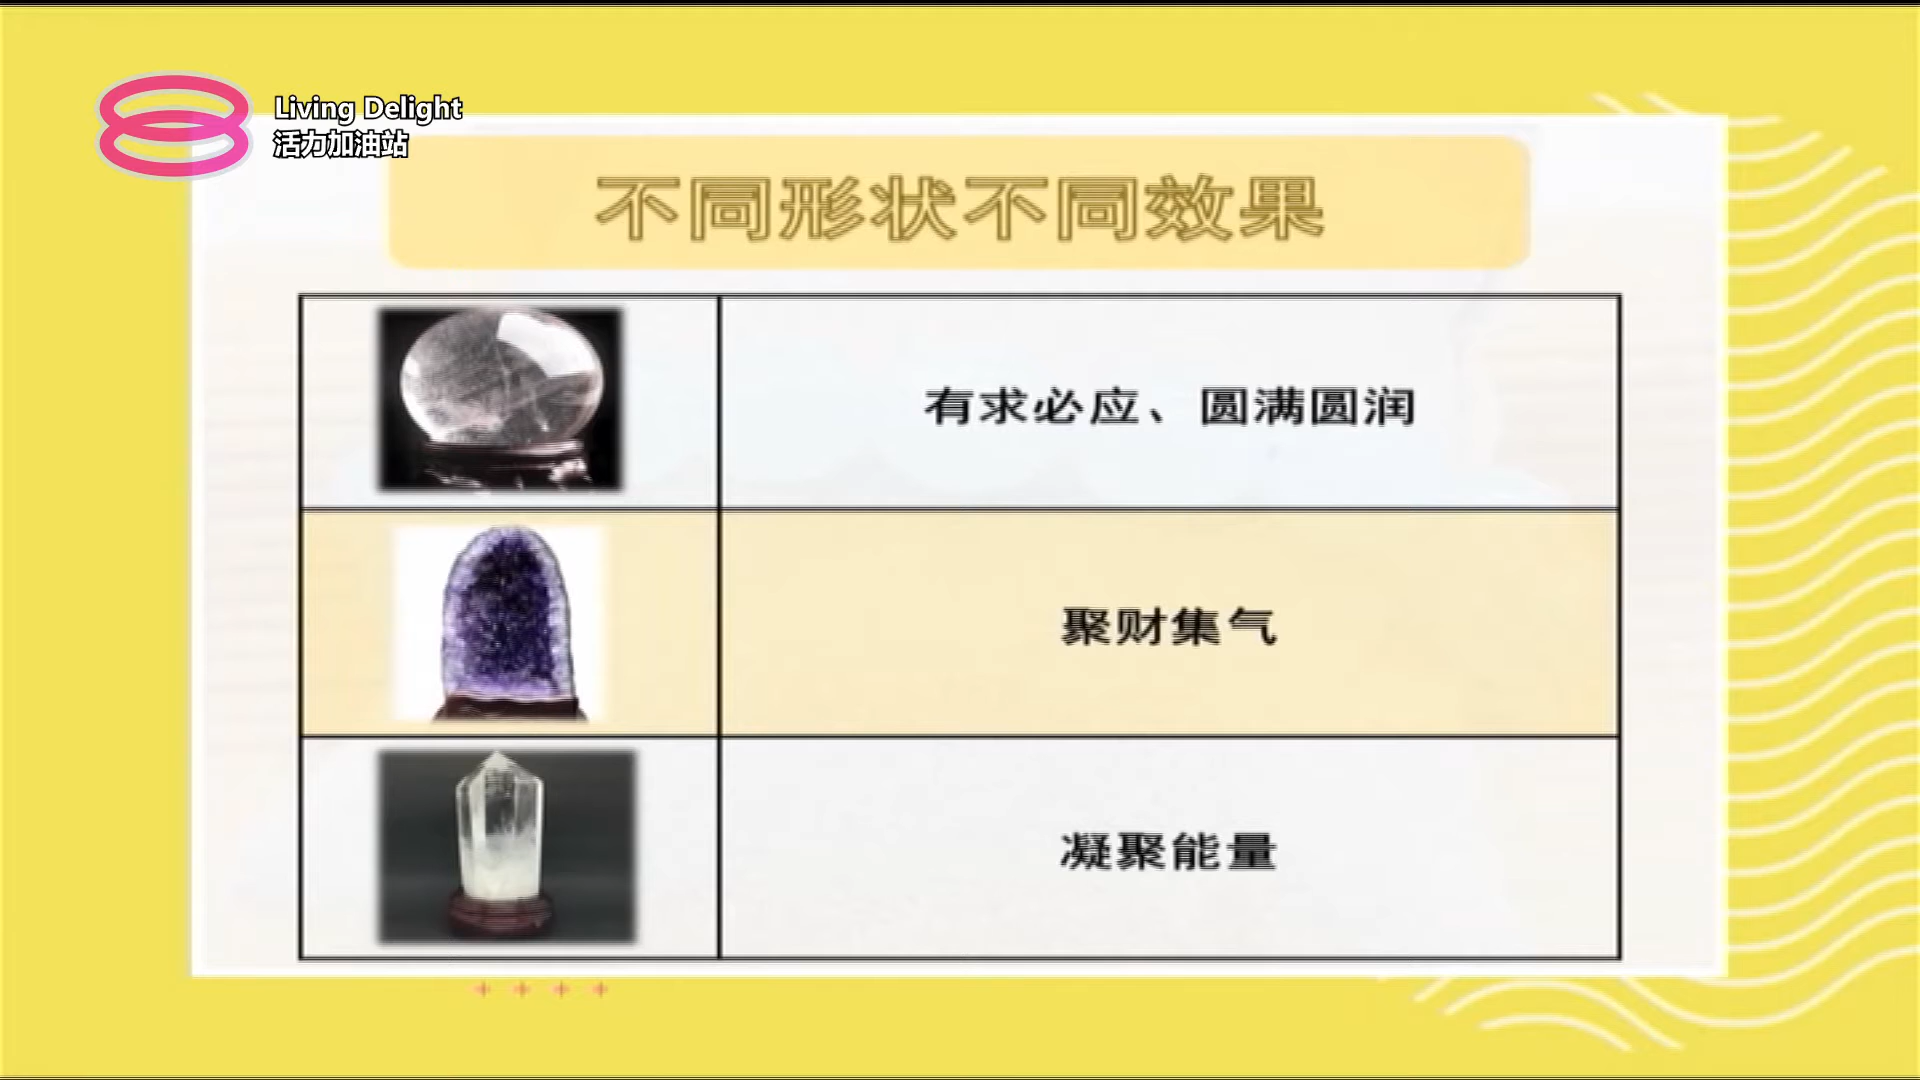 Living Delight
活力加油站
不同形状不同效果
有求必应、圆满圆润
聚财集气
凝聚能量